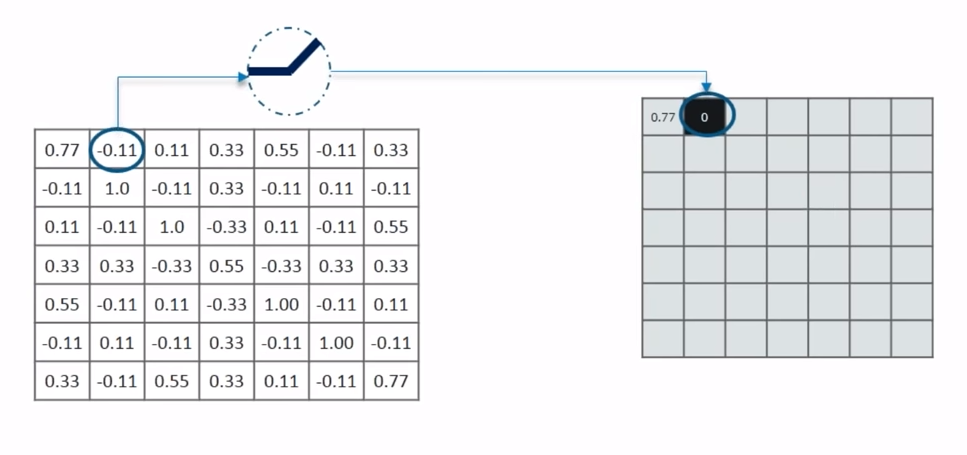 0.77 -0.11 0.11 0.33 0.55 -0.11 0.33
-0.11 1.0 -0.11 0.33 -0.11 0.11 -0.11
0.11 -0.11 1.0 -0.33 0.11 -0.11 0.55
0.33 0.33 -0.33 0.55 -0.33 0.33 0.33
0.55 -0.11 0.11 -0.33 1.00 -0.11 0.11
-0.11 0.11 -0.11 0.33 -0.11 1.00 -0.11
0.33 -0.11 0.55 0.33 0.11 -0.11 0.77
0.77 0